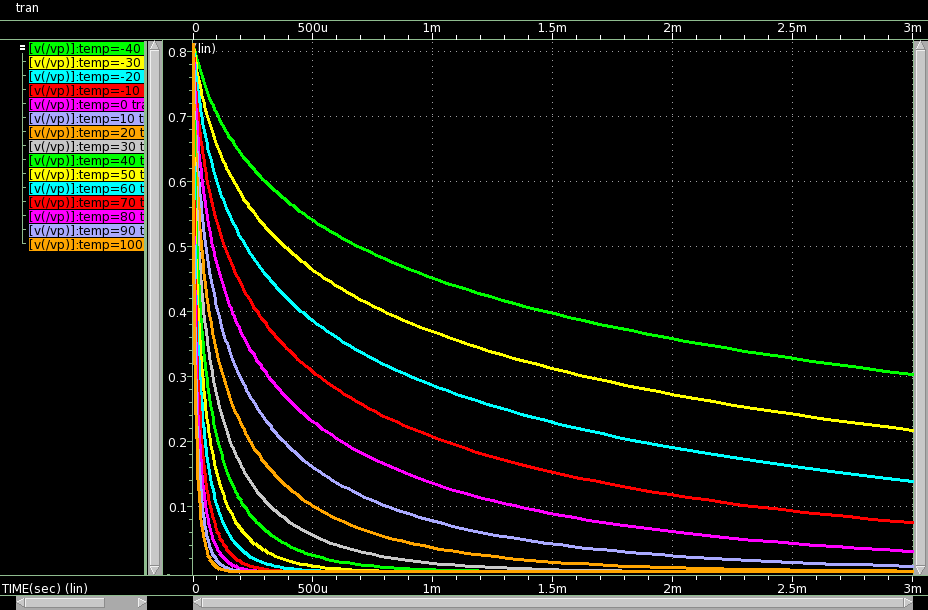 tran
0 500u 1m 1.5m 2m 2.5m 3m
(lin)
[v(/vp)]:temp=-40
[v(/vp)]:temp=-30
[v(/vp)]:temp=-20
[v(/vp)]:temp=-10
[v(/vp)]:temp=0 tra
[v(/vp)]:temp=10 t
[v(/vp)]:temp=20 t
[v(/vp)]:temp=30 t
[v(/vp)]:temp=40 t
[v(/vp)]:temp=50 t
[v(/vp)]:temp=60 t
[v(/vp)]:temp=70 t
[v(/vp)]:temp=80 t
[v(/vp)]:temp=90 t
[v(/vp)]:temp=100
0.8
0.7
0.6
0.5
0.4
0.3
0.2
0.1
TIME(sec) (lin)
0 500u 1m 1.5m 2m 2.5m 3m